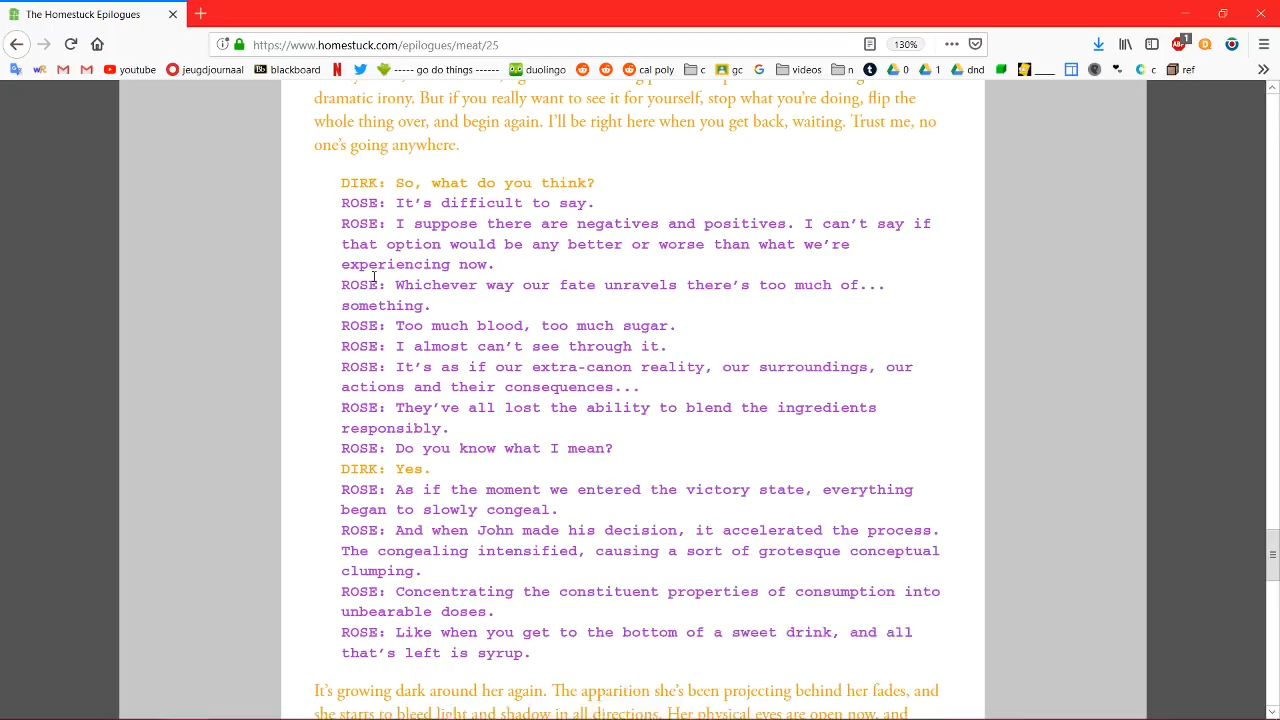 The Homestuck Epilogues
https://www.homestuck.com/epilogues/meat/25
130%
1
youtube
jeugdjournaal
blackboard
---- go do things -----
duolingo
cal poly
c
gc
videos
n
0
1
dnd
___
c
ref
dramatic irony. But if you really want to see it for yourself, stop what you're doing, flip the
whole thing over, and begin again. I'll be right here when you get back, waiting. Trust me, no
one's going anywhere.
DIRK: So, what do you think?
ROSE: It's difficult to say.
ROSE: I suppose there are negatives and positives. I can't say if
that option would be any better or worse than what we're
experiencing now.
ROSE: Whichever way our fate unravels there's too much of...
something.
ROSE: Too much blood, too much sugar.
ROSE: I almost can't see through it.
ROSE: It's as if our extra-canon reality, our surroundings, our
actions and their consequences...
ROSE: They've all lost the ability to blend the ingredients
responsibly.
ROSE: Do you know what I mean?
DIRK: Yes.
ROSE: As if the moment we entered the victory state, everything
began to slowly congeal.
ROSE: And when John made his decision, it accelerated the process.
The congealing intensified, causing a sort of grotesque conceptual
clumping.
ROSE: Concentrating the constituent properties of consumption into
unbearable doses.
ROSE: Like when you get to the bottom of a sweet drink, and all
that's left is syrup.
It's growing dark around her again. The apparition she's been projecting behind her fades, and
she starts to bleed light and shadow in all directions. Her physical eyes are open now, and